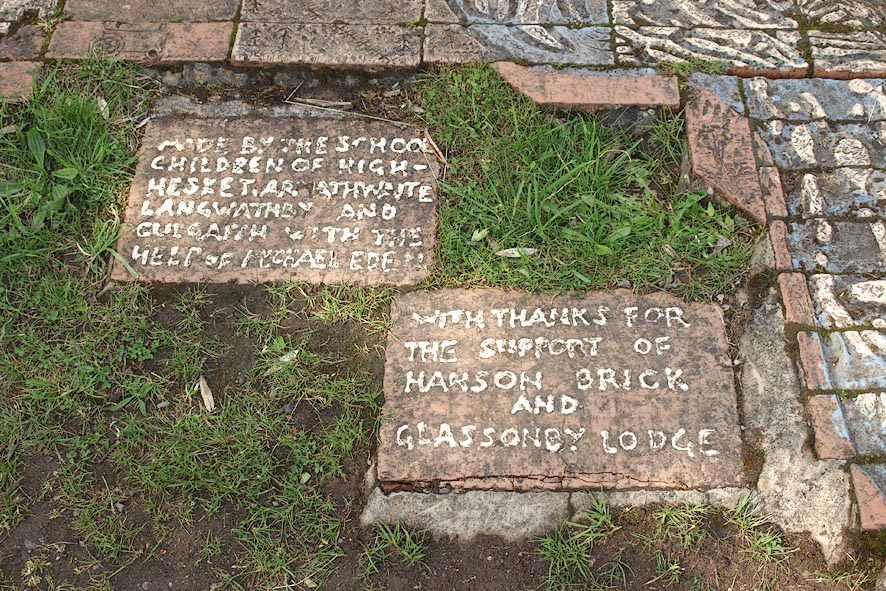 MADE BY THE SCHOOL
CHILDREN OF HIGH-
HESKET. ARMATHWAITE
LANGWATHBY AND
CULGAITH WITH THE
HELP OF MICHAEL EDEN
WITH THANKS FOR
THE SUPPORT OF
HANSON BRICK
AND
GLASSONBY LODGE